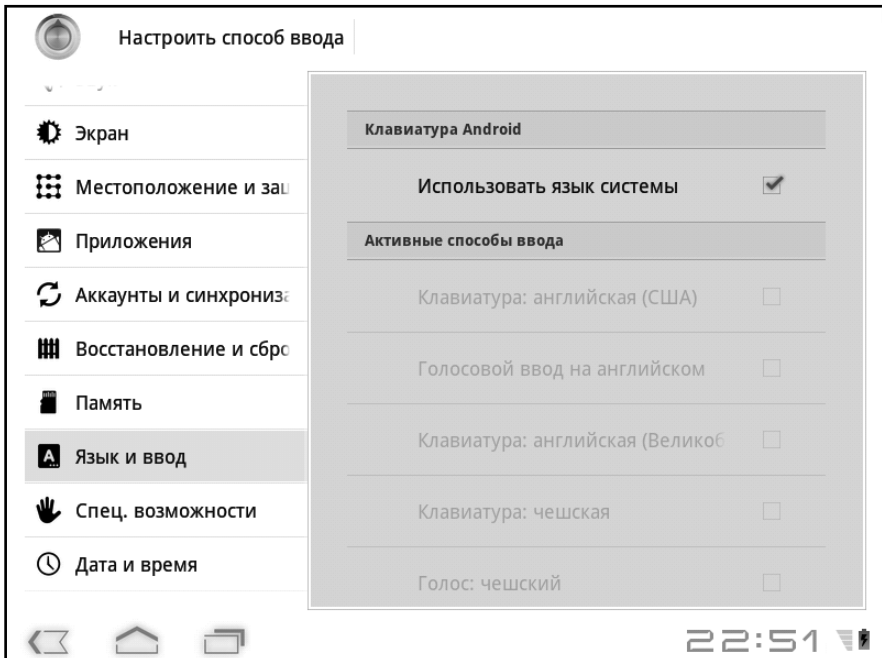 Настроить способ ввода
Экран
Местоположение и защ
Приложения
Аккаунты и синхрониза
Восстановление и сбро
Память
Язык и ввод
Спец. возможности
Дата и время
Клавиатура Android
Использовать язык системы
Активные способы ввода
Клавиатура: английская (США)
Голосовой ввод на английском
Клавиатура: английская (Великоб
Клавиатура: чешская
Голос: чешский
22:51